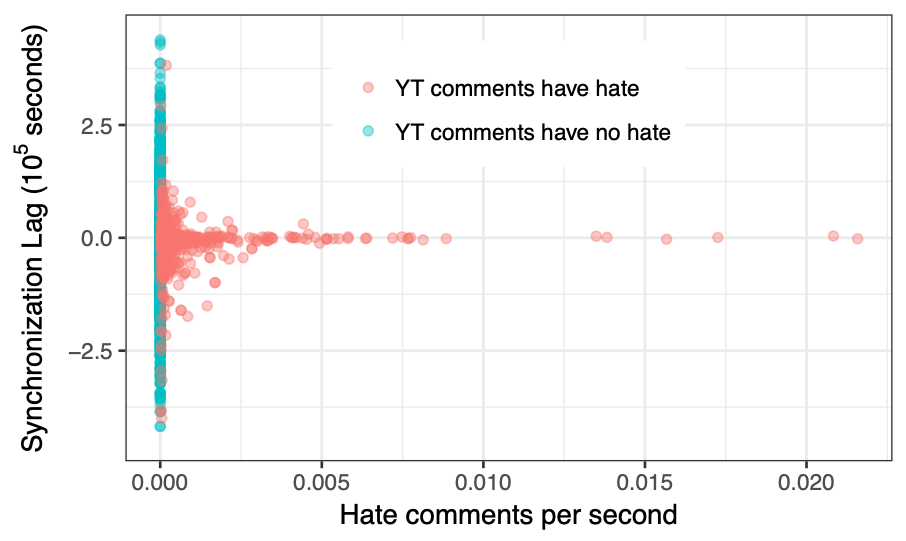 YT comments have hate
YT comments have no hate
Synchronization Lag (10⁵ seconds)
2.5
0.0
−2.5
0.000 0.005 0.010 0.015 0.020
Hate comments per second